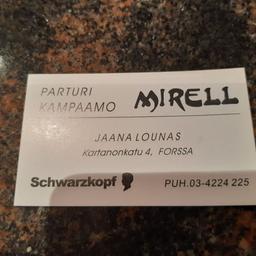 PARTURI
KAMPAAMO MIRELL
JAANA LOUNAS
Kartanonkatu 4, FORSSA
Schwarzkopf PUH.03-4224 225